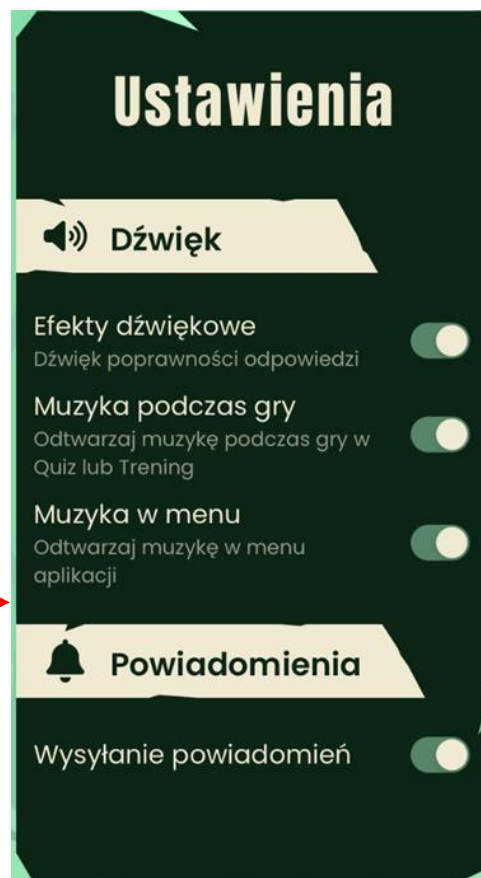 Ustawienia
Dźwięk
Efekty dźwiękowe
Dźwięk poprawności odpowiedzi
Muzyka podczas gry
Odtwarzaj muzykę podczas gry w
Quiz lub Trening
Muzyka w menu
Odtwarzaj muzykę w menu
aplikacji
Powiadomienia
Wysyłanie powiadomień